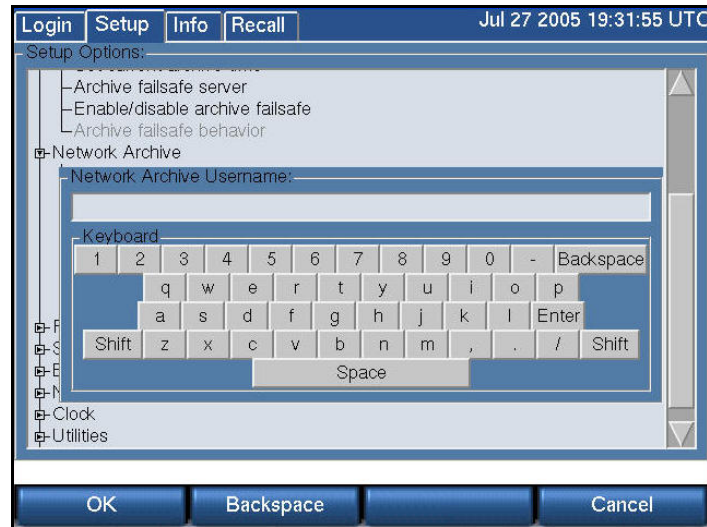 Login Setup Info Recall Jul 27 2005 19:31:55 UTC
Setup Options:
Archive failsafe server
Enable/disable archive failsafe
Archive failsafe behavior
Network Archive
Network Archive Username:
Keyboard
1 2 3 4 5 6 7 8 9 0 - Backspace
q w e r t y u i o p
a s d f g h j k l Enter
Shift z x c v b n m , . / Shift
Space
Clock
Utilities
OK Backspace Cancel